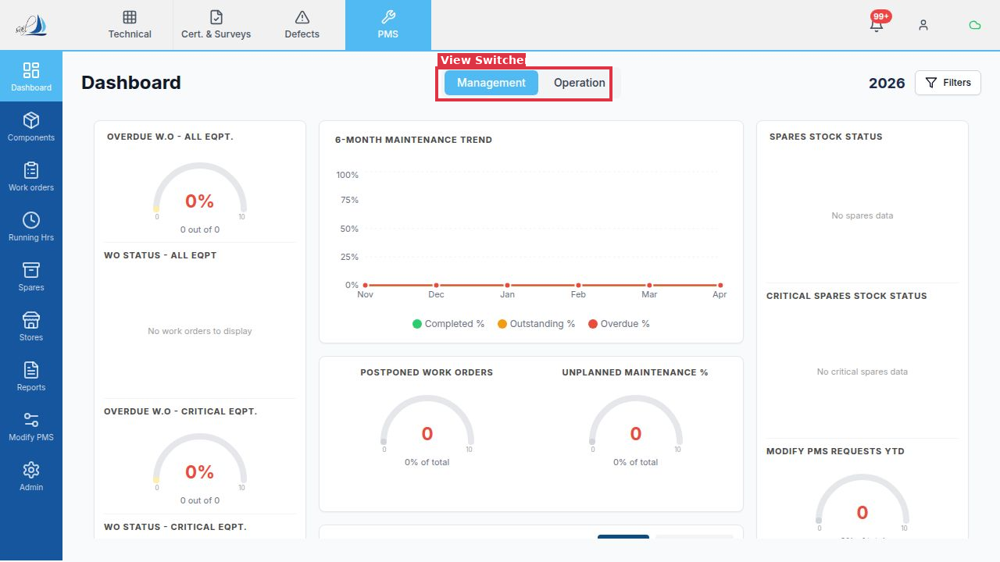 sail
Technical
Cert. & Surveys
Defects
PMS
99+
Dashboard
Components
Work orders
Running Hrs
Spares
Stores
Reports
Modify PMS
Admin
Dashboard
View Switcher
Management
Operation
2026
Filters
OVERDUE W.O - ALL EQPT.
0%
0
10
0 out of 0
WO STATUS - ALL EQPT
No work orders to display
OVERDUE W.O - CRITICAL EQPT.
0%
0
10
0 out of 0
WO STATUS - CRITICAL EQPT.
6-MONTH MAINTENANCE TREND
100%
75%
50%
25%
0%
Nov
Dec
Jan
Feb
Mar
Apr
Completed %
Outstanding %
Overdue %
POSTPONED WORK ORDERS
0
0
10
0% of total
UNPLANNED MAINTENANCE %
0
0
10
0% of total
SPARES STOCK STATUS
No spares data
CRITICAL SPARES STOCK STATUS
No critical spares data
MODIFY PMS REQUESTS YTD
0
0
10